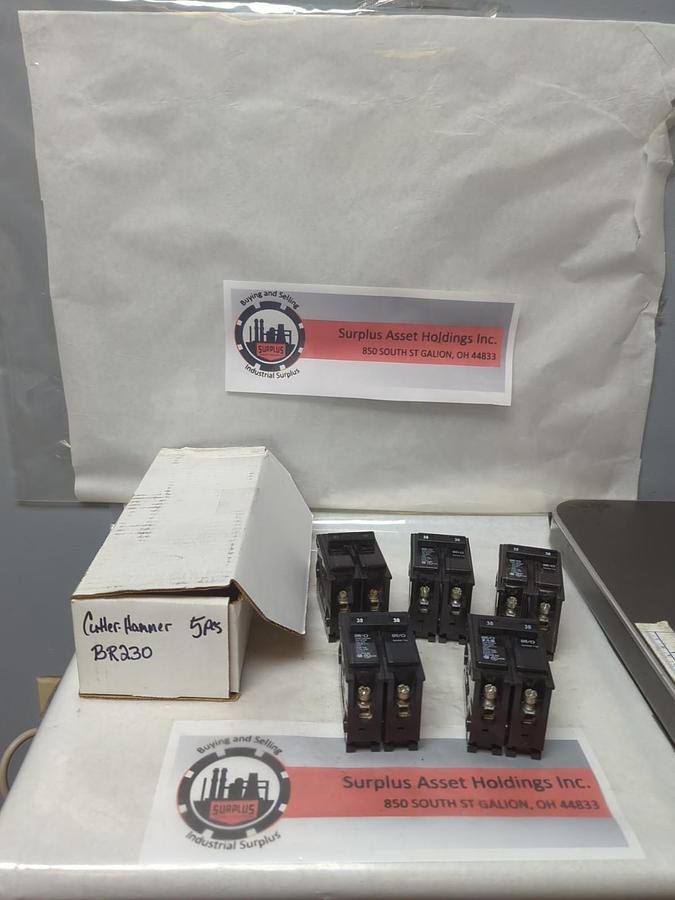 Buying and Selling
SURPLUS
Industrial Surplus
Surplus Asset Holdings Inc.
850 SOUTH ST GALION, OH 44833
Cutler-Hammer 5pcs
BR230
Buying and Selling
SURPLUS
Industrial Surplus
Surplus Asset Holdings Inc.
850 SOUTH ST GALION, OH 44833